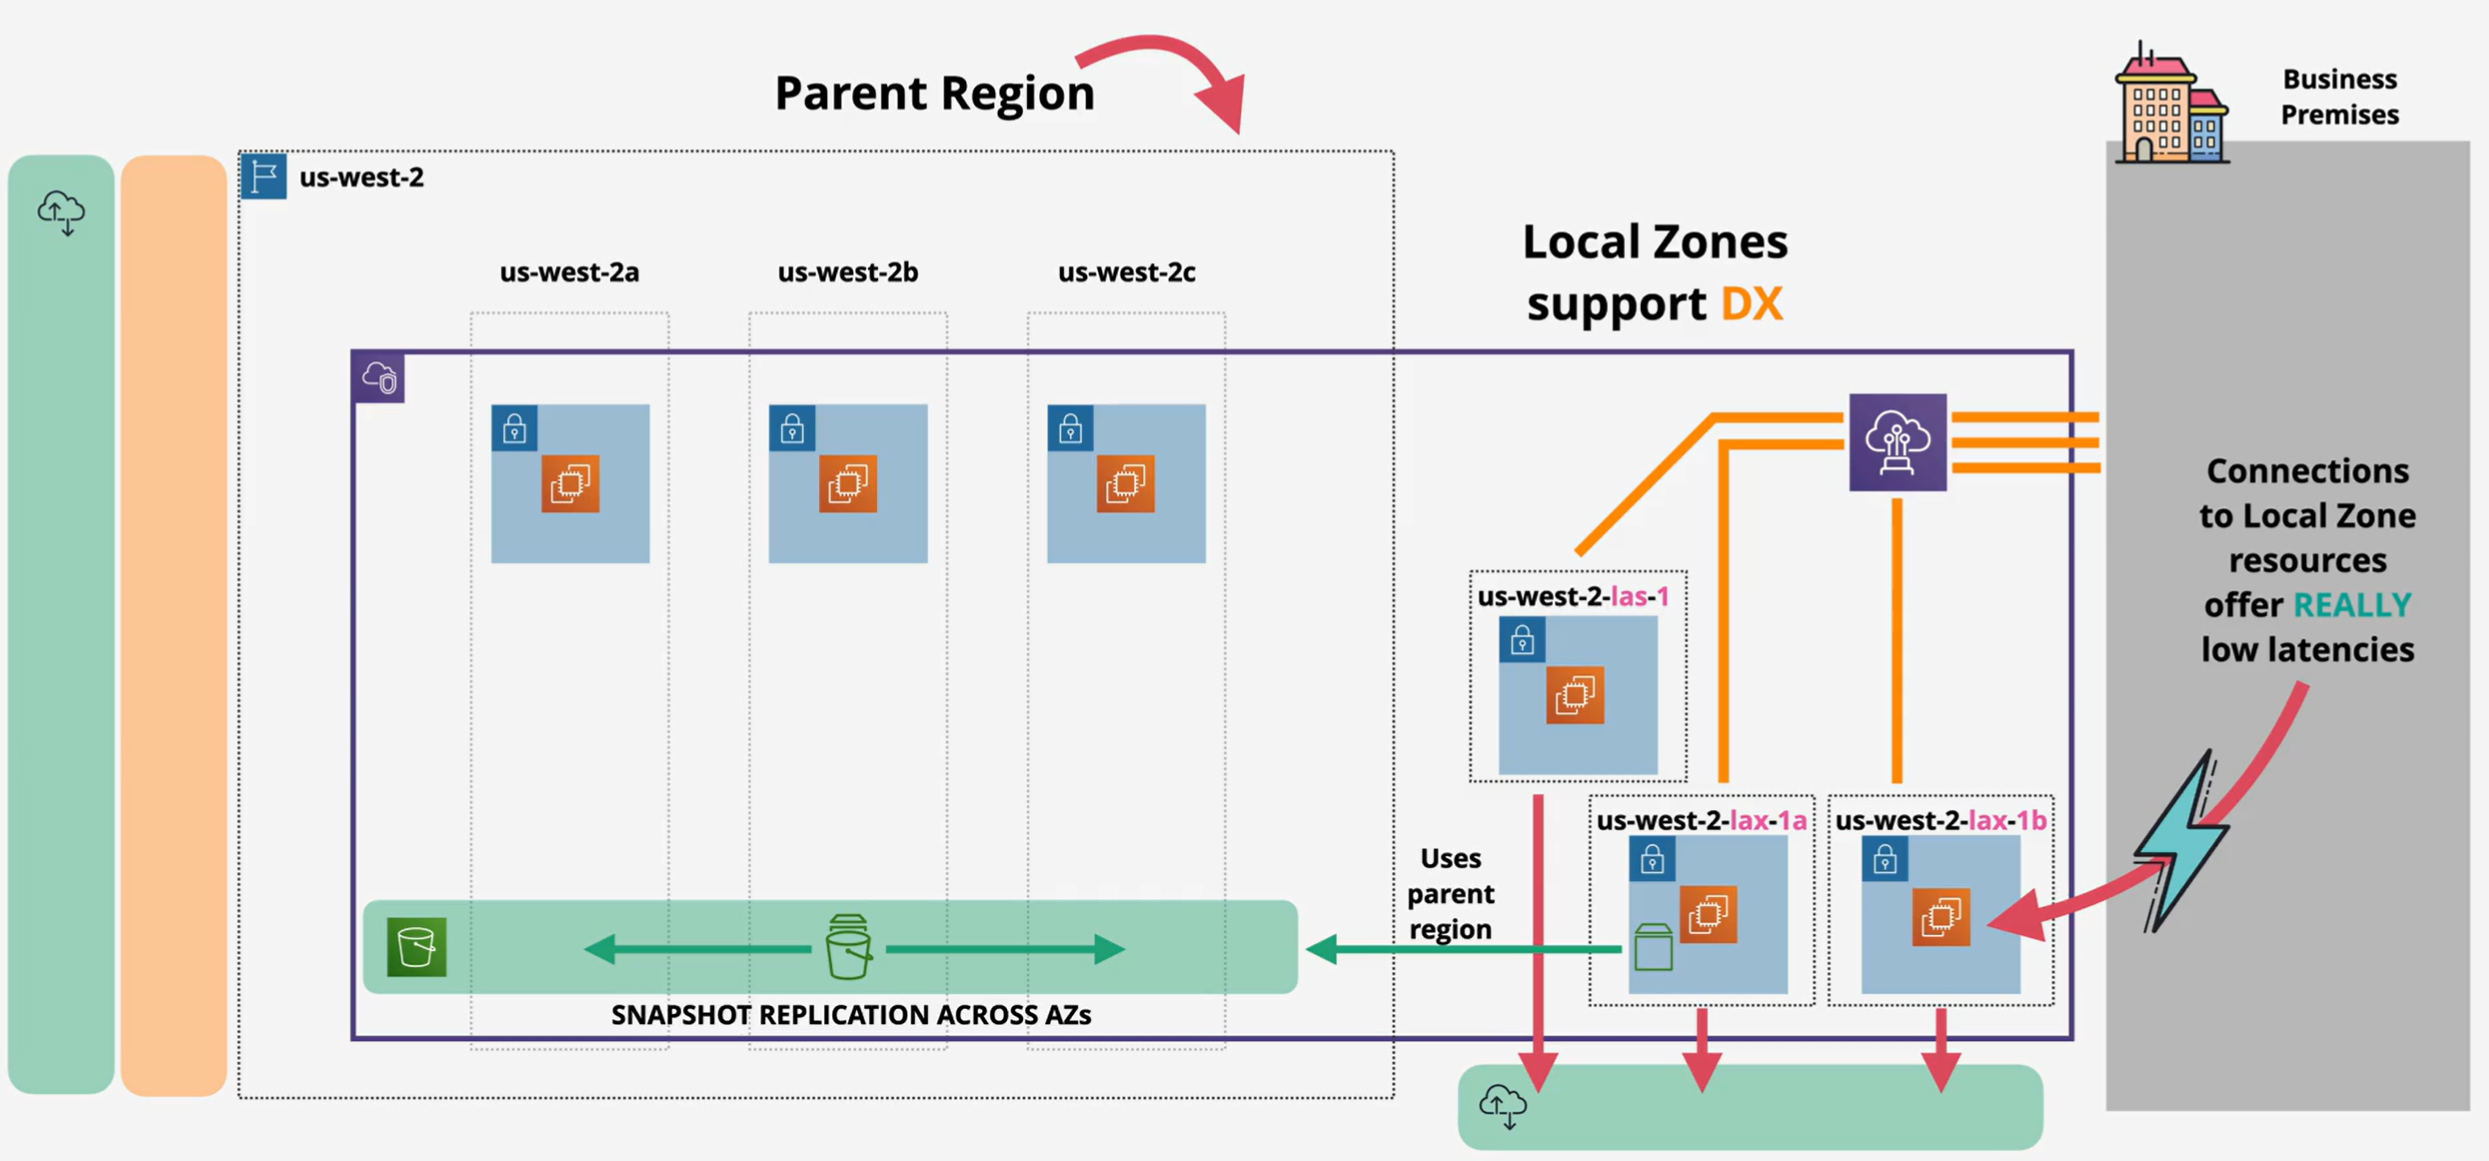 Parent Region
Business
Premises
us-west-2
Local Zones
support DX
us-west-2a
us-west-2b
us-west-2c
Connections
to Local Zone
resources
offer REALLY
low latencies
us-west-2-las-1
us-west-2-lax-1a
us-west-2-lax-1b
Uses
parent
region
SNAPSHOT REPLICATION ACROSS AZs